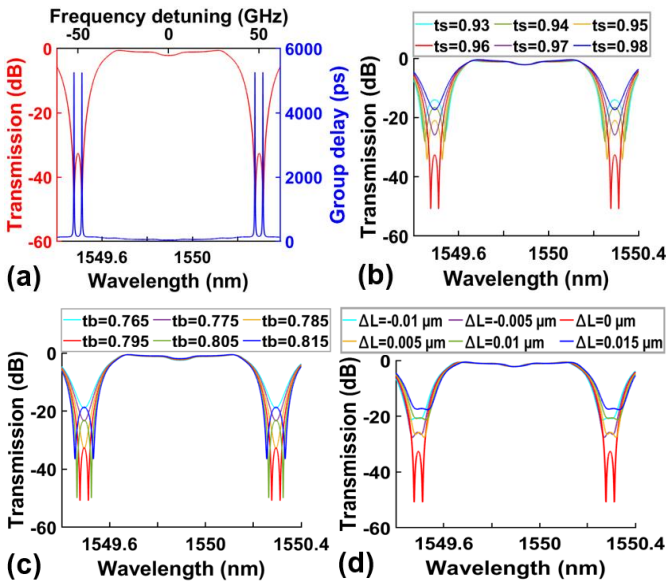 Frequency detuning (GHz)
-50 0 50
0
-20
-40
-60
Transmission (dB)
6000
4000
2000
0
Group delay (ps)
1549.6 1550
Wavelength (nm)
(a)
ts=0.93 ts=0.94 ts=0.95
ts=0.96 ts=0.97 ts=0.98
0
-20
-40
-60
Transmission (dB)
1549.6 1550 1550.4
Wavelength (nm)
(b)
tb=0.765 tb=0.775 tb=0.785
tb=0.795 tb=0.805 tb=0.815
0
-20
-40
-60
Transmission (dB)
1549.6 1550 1550.4
Wavelength (nm)
(c)
ΔL=-0.01 µm ΔL=-0.005 µm ΔL=0 µm
ΔL=0.005 µm ΔL=0.01 µm ΔL=0.015 µm
0
-20
-40
-60
Transmission (dB)
1549.6 1550 1550.4
Wavelength (nm)
(d)